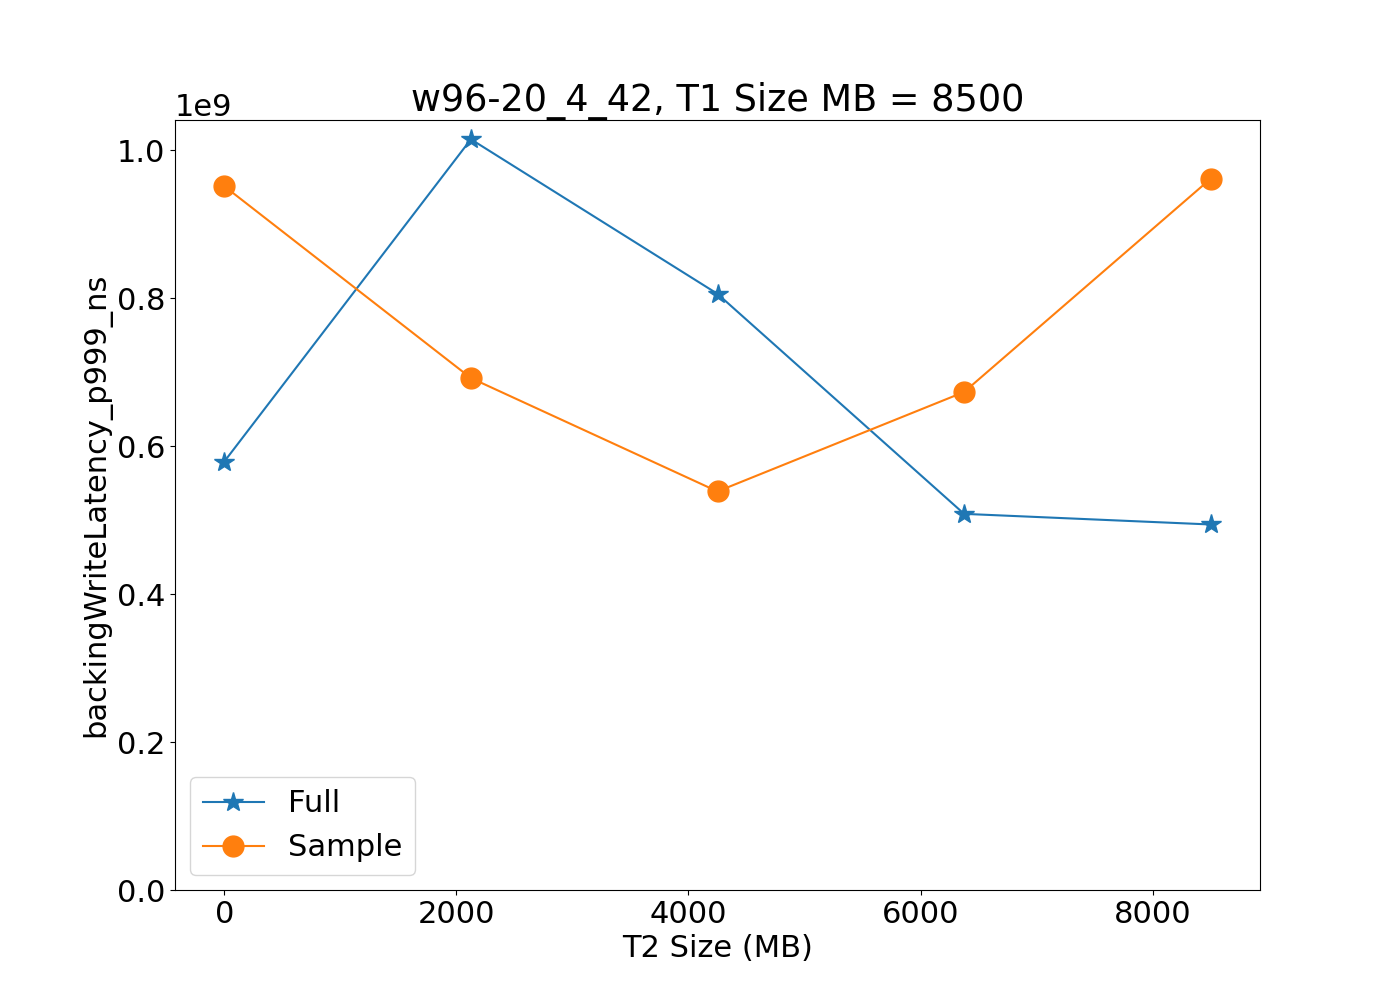 w96-20_4_42, T1 Size MB = 8500
1e9
1.0
0.8
0.6
0.4
0.2
0.0
backingWriteLatency_p999_ns
Full
Sample
0 2000 4000 6000 8000
T2 Size (MB)